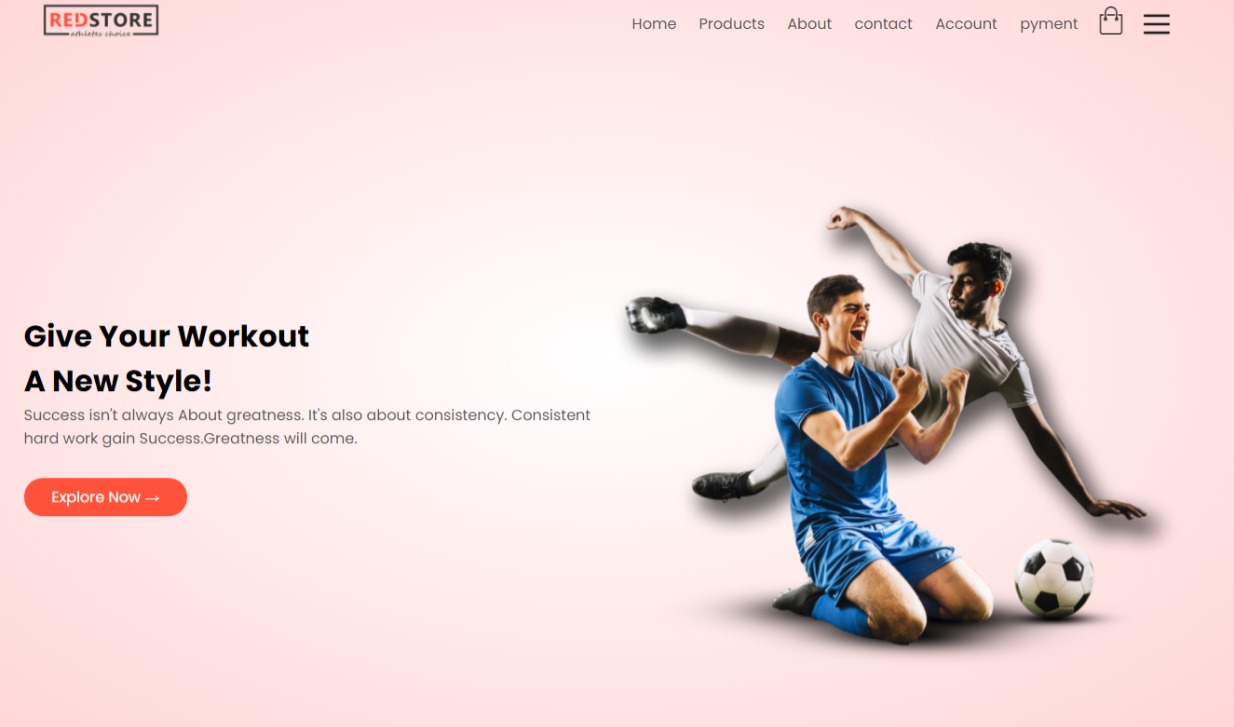 REDSTORE
athletes choice
Home Products About contact Account pyment
Give Your Workout
A New Style!
Success isn't always About greatness. It's also about consistency. Consistent
hard work gain Success.Greatness will come.
Explore Now →